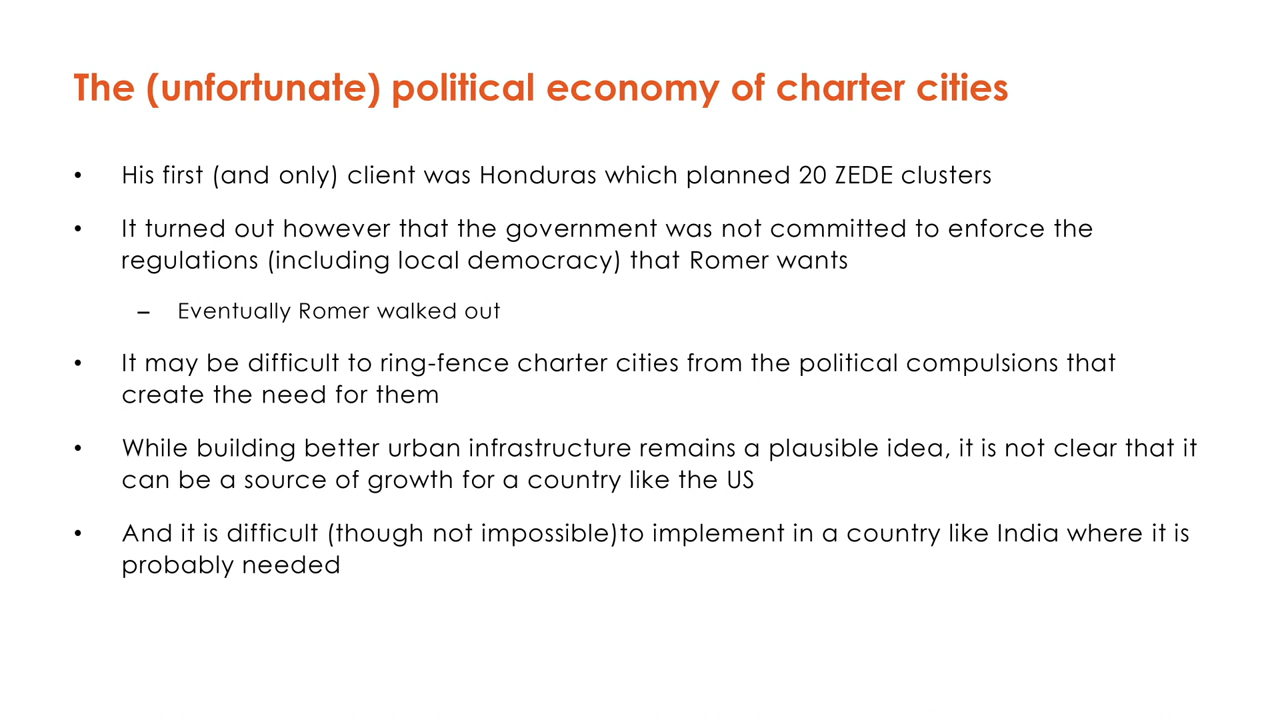 The (unfortunate) political economy of charter cities
• His first (and only) client was Honduras which planned 20 ZEDE clusters
• It turned out however that the government was not committed to enforce the
regulations (including local democracy) that Romer wants
– Eventually Romer walked out
• It may be difficult to ring-fence charter cities from the political compulsions that
create the need for them
• While building better urban infrastructure remains a plausible idea, it is not clear that it
can be a source of growth for a country like the US
• And it is difficult (though not impossible)to implement in a country like India where it is
probably needed